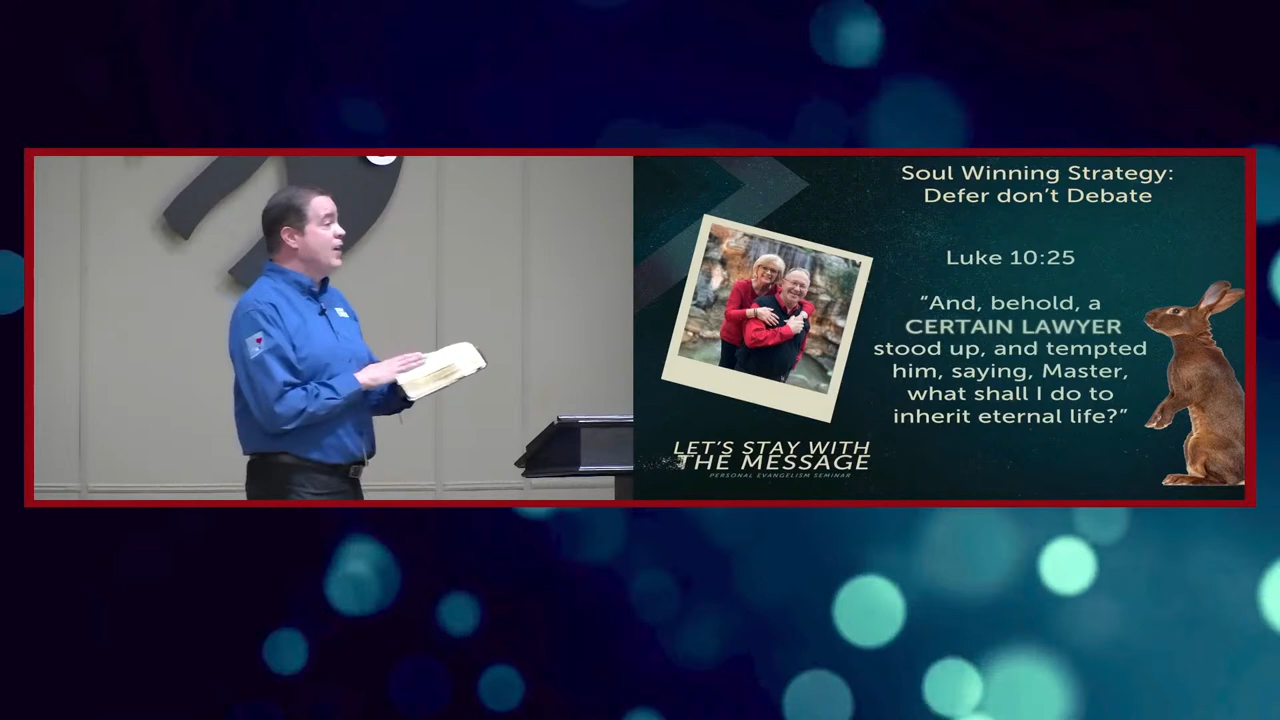 Soul Winning Strategy:
Defer don't Debate
Luke 10:25
“And, behold, a
CERTAIN LAWYER
stood up, and tempted
him, saying, Master,
what shall I do to
inherit eternal life?”
LET'S STAY WITH
THE MESSAGE
PERSONAL EVANGELISM SEMINAR